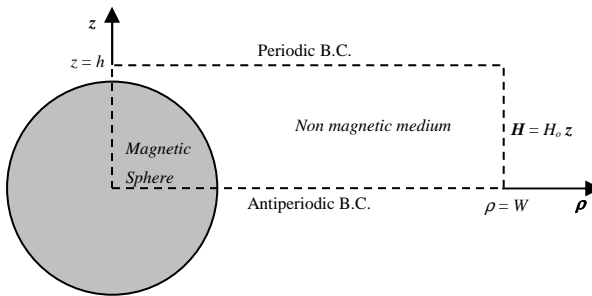 z
Periodic B.C.
z = h
Non magnetic medium
H = Hₒ z
Magnetic
Sphere
Antiperiodic B.C.
ρ = W
ρ